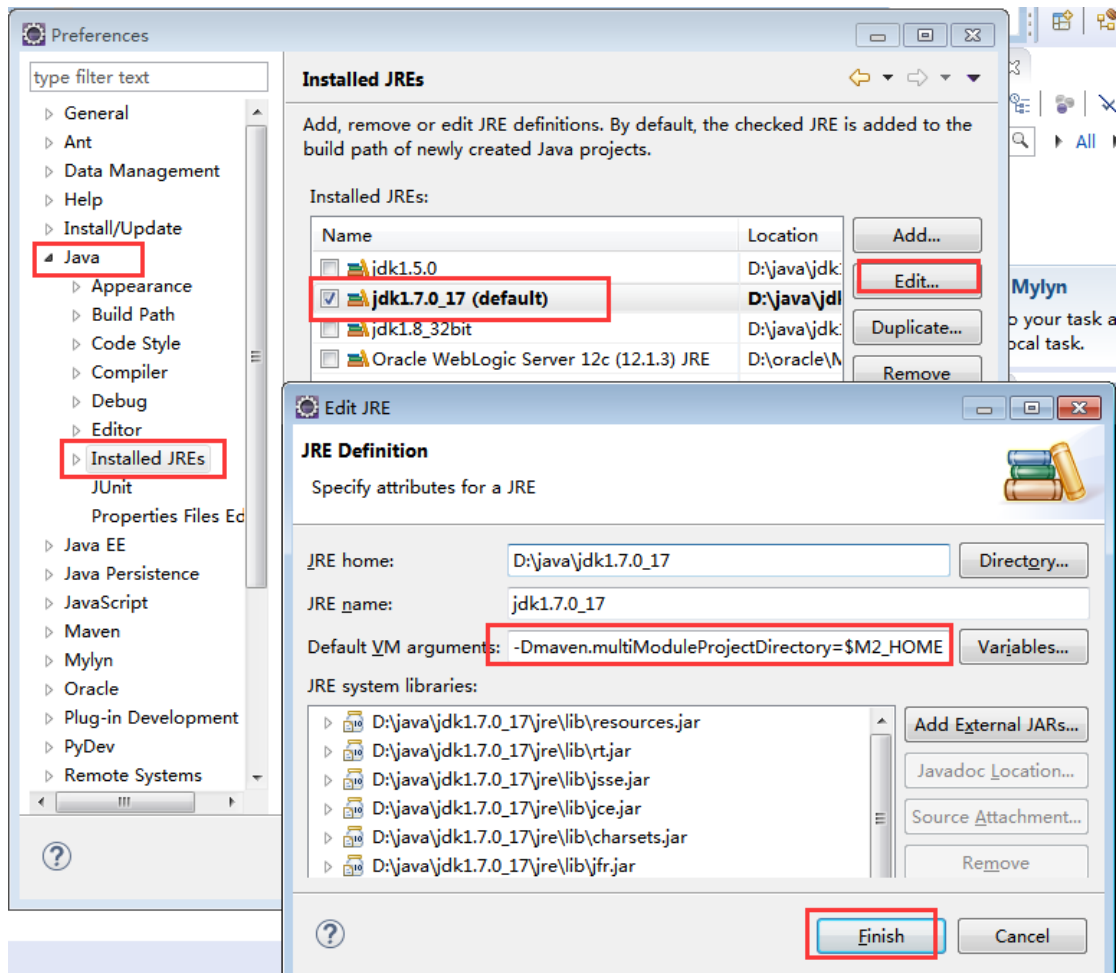 Preferences
type filter text
General
Ant
Data Management
Help
Install/Update
Java
Appearance
Build Path
Code Style
Compiler
Debug
Editor
Installed JREs
JUnit
Properties Files Ed
Java EE
Java Persistence
JavaScript
Maven
Mylyn
Oracle
Plug-in Development
PyDev
Remote Systems
Installed JREs
Add, remove or edit JRE definitions. By default, the checked JRE is added to the
build path of newly created Java projects.
Installed JREs:
Name Location
jdk1.5.0 D:\java\jdk
jdk1.7.0_17 (default) D:\java\jdk
jdk1.8_32bit D:\java\jdk
Oracle WebLogic Server 12c (12.1.3) JRE D:\oracle\M
Add...
Edit...
Duplicate...
Remove
All
Mylyn
o your task a
ocal task.
Edit JRE
JRE Definition
Specify attributes for a JRE
JRE home: D:\java\jdk1.7.0_17 Directory...
JRE name: jdk1.7.0_17
Default VM arguments: -Dmaven.multiModuleProjectDirectory=$M2_HOME Variables...
JRE system libraries:
D:\java\jdk1.7.0_17\jre\lib\resources.jar
D:\java\jdk1.7.0_17\jre\lib\rt.jar
D:\java\jdk1.7.0_17\jre\lib\jsse.jar
D:\java\jdk1.7.0_17\jre\lib\jce.jar
D:\java\jdk1.7.0_17\jre\lib\charsets.jar
D:\java\jdk1.7.0_17\jre\lib\jfr.jar
Add External JARs...
Javadoc Location...
Source Attachment...
Remove
Finish
Cancel